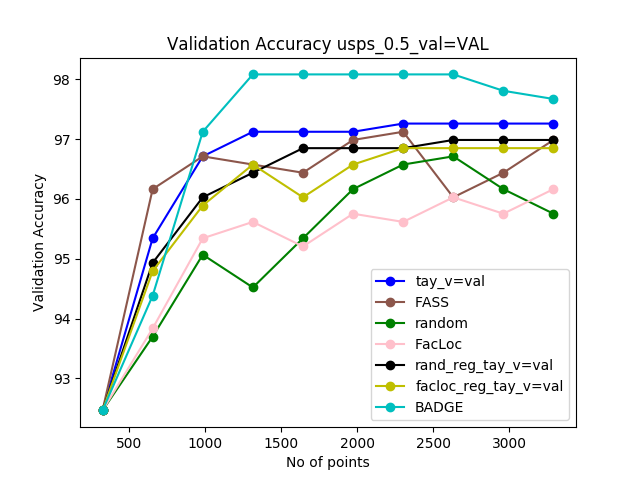 Validation Accuracy usps_0.5_val=VAL
98
97
96
95
94
93
Validation Accuracy
500
1000
1500
2000
2500
3000
No of points
tay_v=val
FASS
random
FacLoc
rand_reg_tay_v=val
facloc_reg_tay_v=val
BADGE